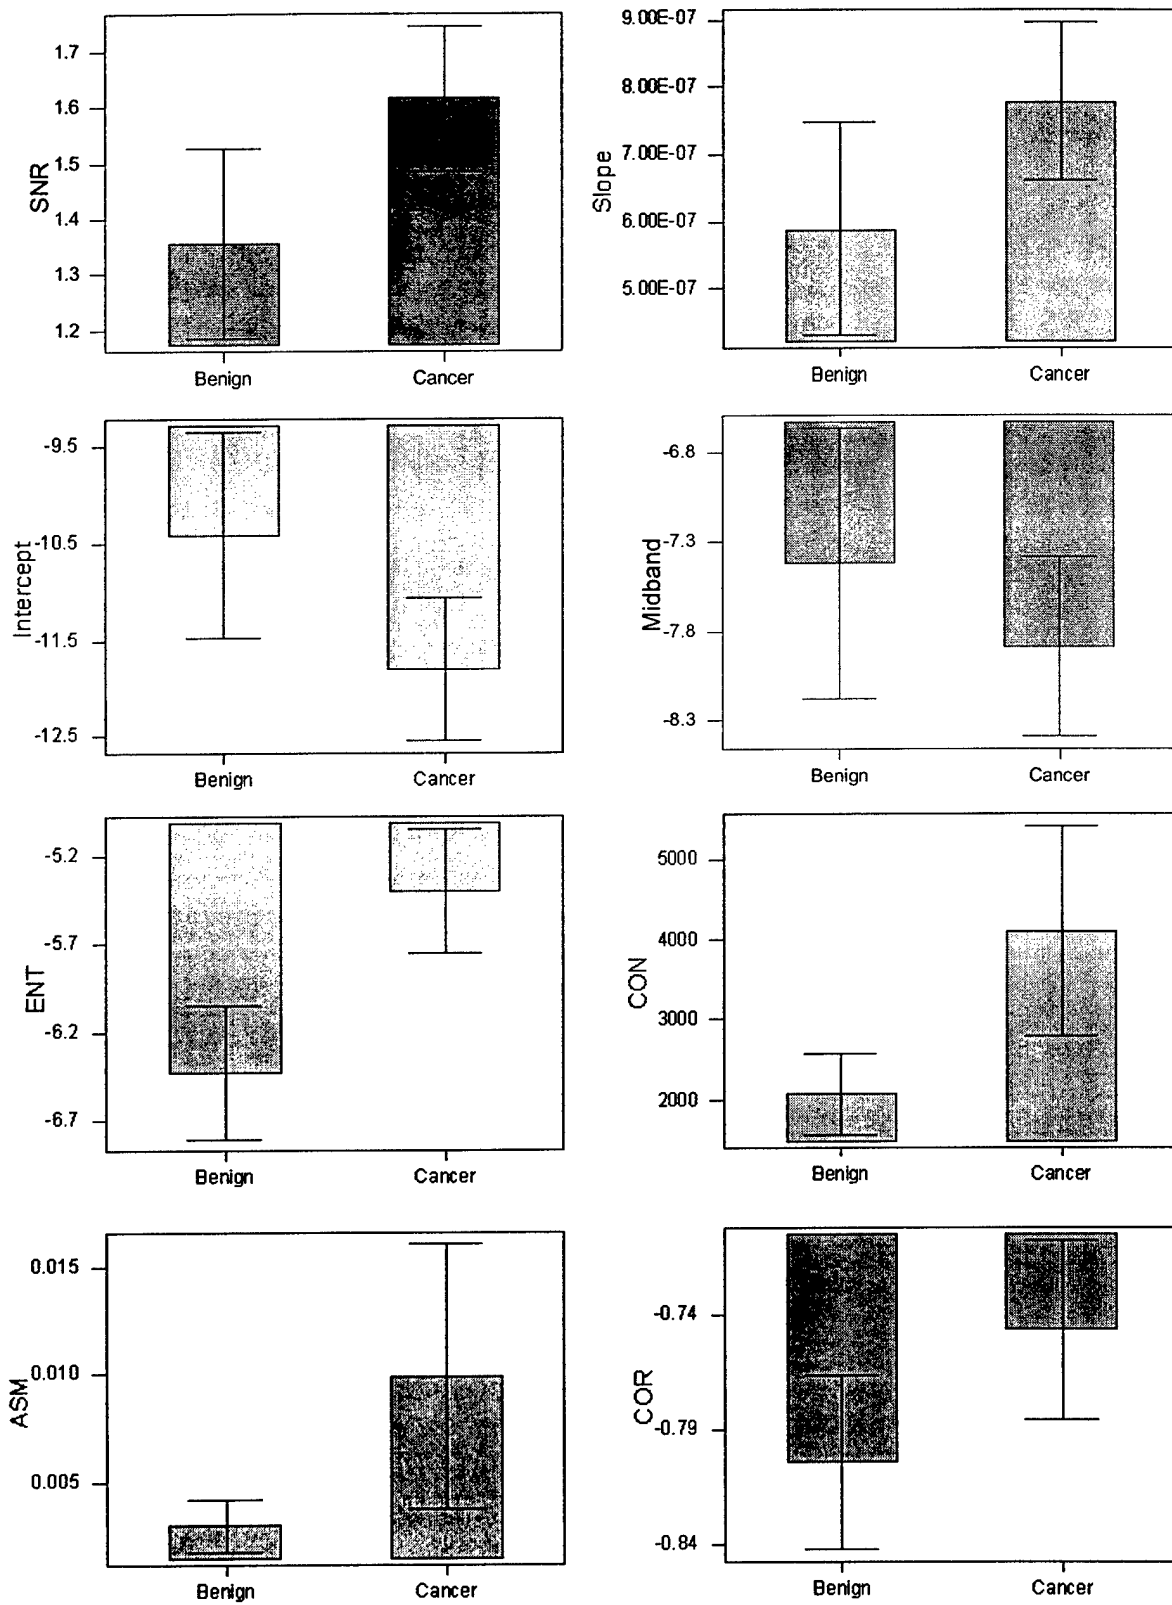 SNR
1.7
1.6
1.5
1.4
1.3
1.2
Benign
Cancer
Slope
9.00E-07
8.00E-07
7.00E-07
6.00E-07
5.00E-07
Benign
Cancer
Intercept
-9.5
-10.5
-11.5
-12.5
Benign
Cancer
Midband
-6.8
-7.3
-7.8
-8.3
Benign
Cancer
ENT
-5.2
-5.7
-6.2
-6.7
Benign
Cancer
CON
5000
4000
3000
2000
Benign
Cancer
ASM
0.015
0.010
0.005
Benign
Cancer
COR
-0.74
-0.79
-0.84
Benign
Cancer